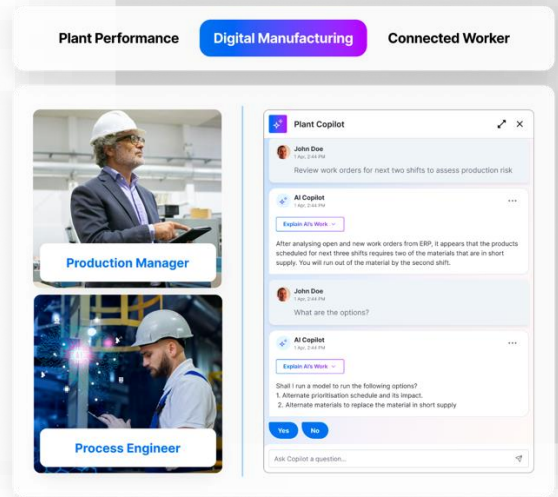 Plant Performance
Digital Manufacturing
Connected Worker
Production Manager
Process Engineer
Plant Copilot
John Doe
1 Apr, 2:44 PM
Review work orders for next two shifts to assess production risk
AI Copilot
1 Apr, 2:44 PM
Explain AI's Work
After analysing open and new work orders from ERP, it appears that the products
scheduled for next three shifts requires two of the materials that are in short
supply. You will run out of the material by the second shift.
John Doe
1 Apr, 2:44 PM
What are the options?
AI Copilot
1 Apr, 2:44 PM
Explain AI's Work
Shall I run a model to run the following options?
1. Alternate prioritisation schedule and its impact.
2. Alternate materials to replace the material in short supply
Yes
No
Ask Copilot a question...